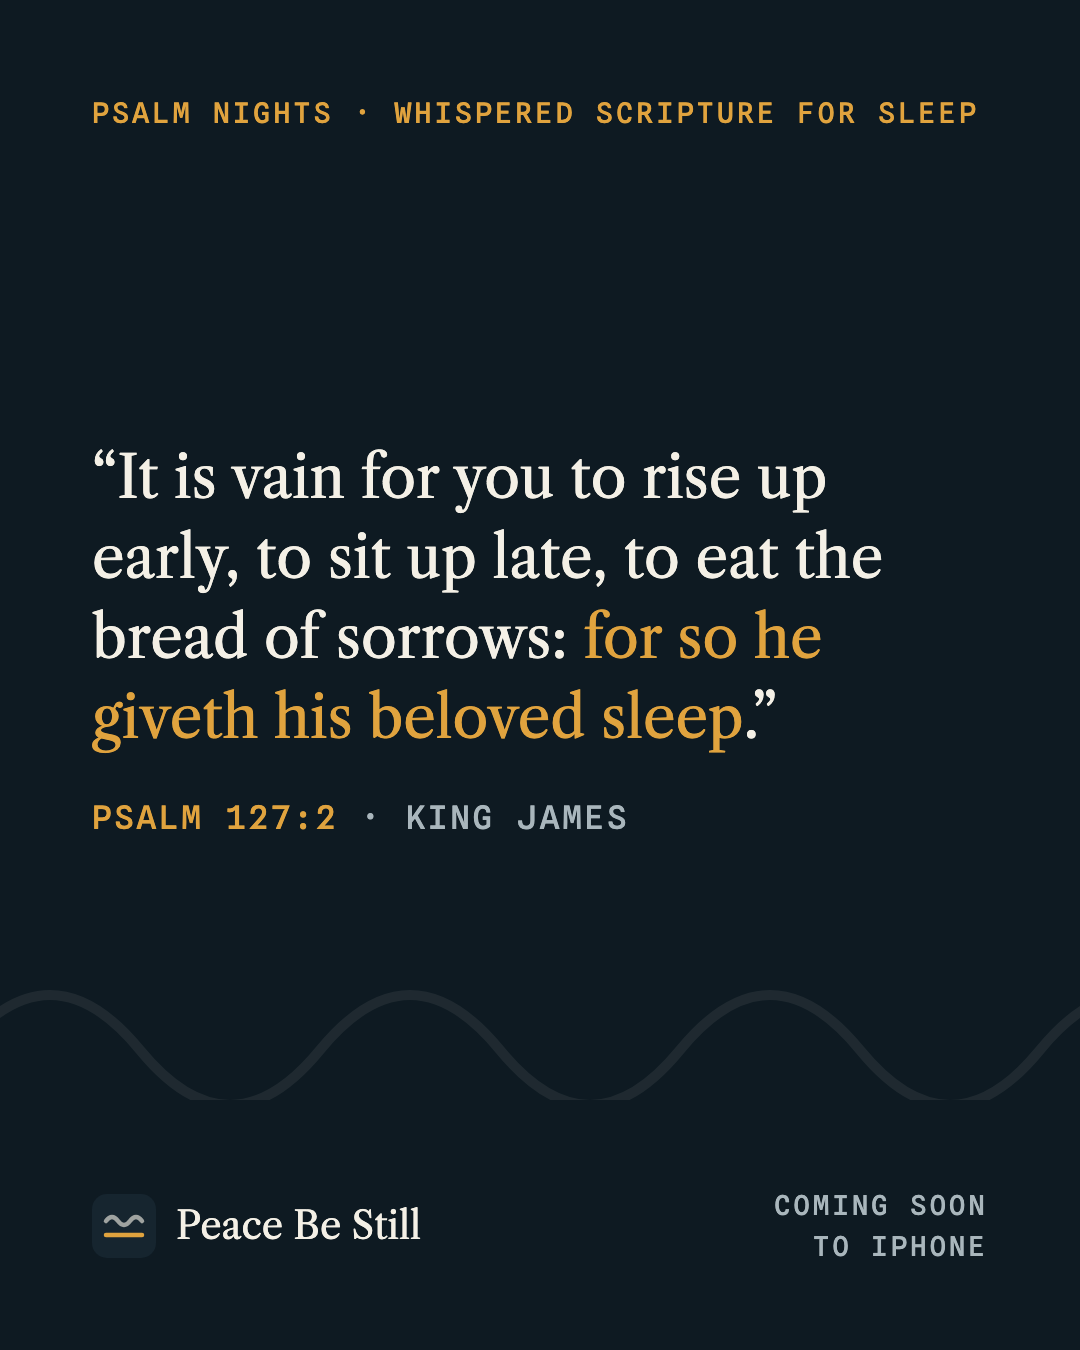 PSALM NIGHTS · WHISPERED SCRIPTURE FOR SLEEP
“It is vain for you to rise up
early, to sit up late, to eat the
bread of sorrows: for so he
giveth his beloved sleep.”
PSALM 127:2 · KING JAMES
Peace Be Still
COMING SOON
TO IPHONE